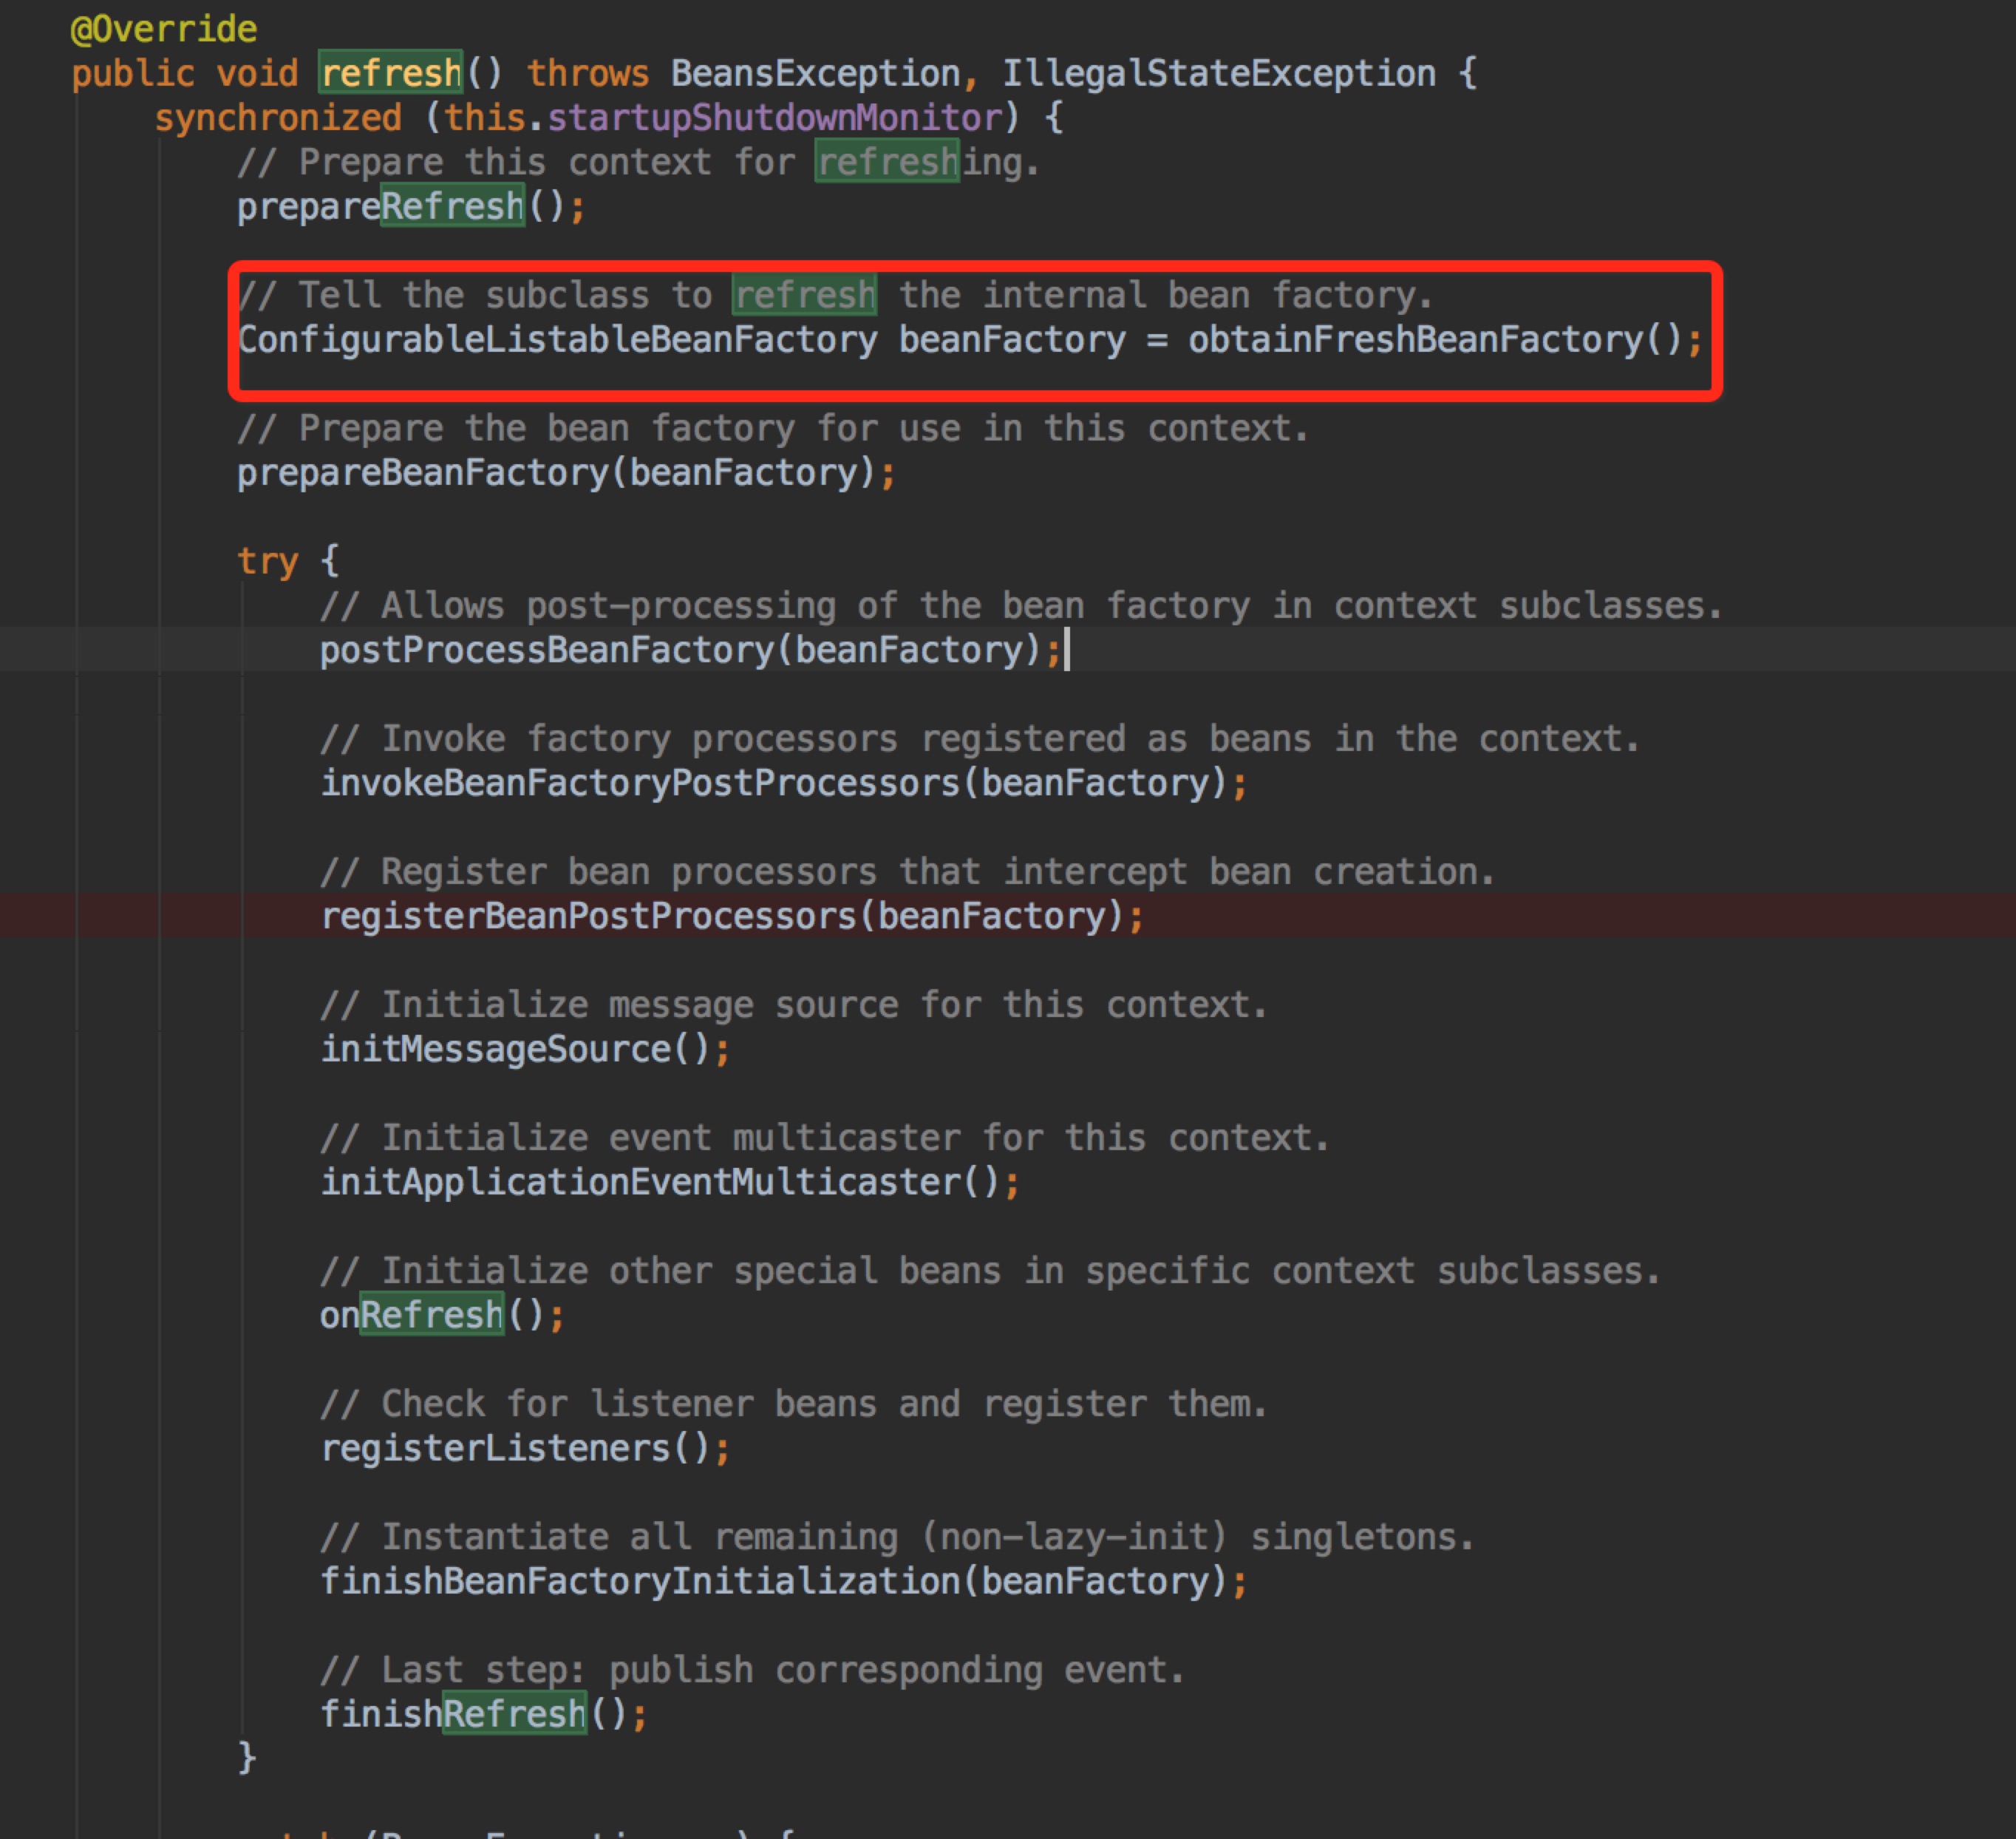 @Override
public void refresh() throws BeansException, IllegalStateException {
synchronized (this.startupShutdownMonitor) {
// Prepare this context for refreshing.
prepareRefresh();
// Tell the subclass to refresh the internal bean factory.
ConfigurableListableBeanFactory beanFactory = obtainFreshBeanFactory();
// Prepare the bean factory for use in this context.
prepareBeanFactory(beanFactory);
try {
// Allows post-processing of the bean factory in context subclasses.
postProcessBeanFactory(beanFactory);
// Invoke factory processors registered as beans in the context.
invokeBeanFactoryPostProcessors(beanFactory);
// Register bean processors that intercept bean creation.
registerBeanPostProcessors(beanFactory);
// Initialize message source for this context.
initMessageSource();
// Initialize event multicaster for this context.
initApplicationEventMulticaster();
// Initialize other special beans in specific context subclasses.
onRefresh();
// Check for listener beans and register them.
registerListeners();
// Instantiate all remaining (non-lazy-init) singletons.
finishBeanFactoryInitialization(beanFactory);
// Last step: publish corresponding event.
finishRefresh();
}